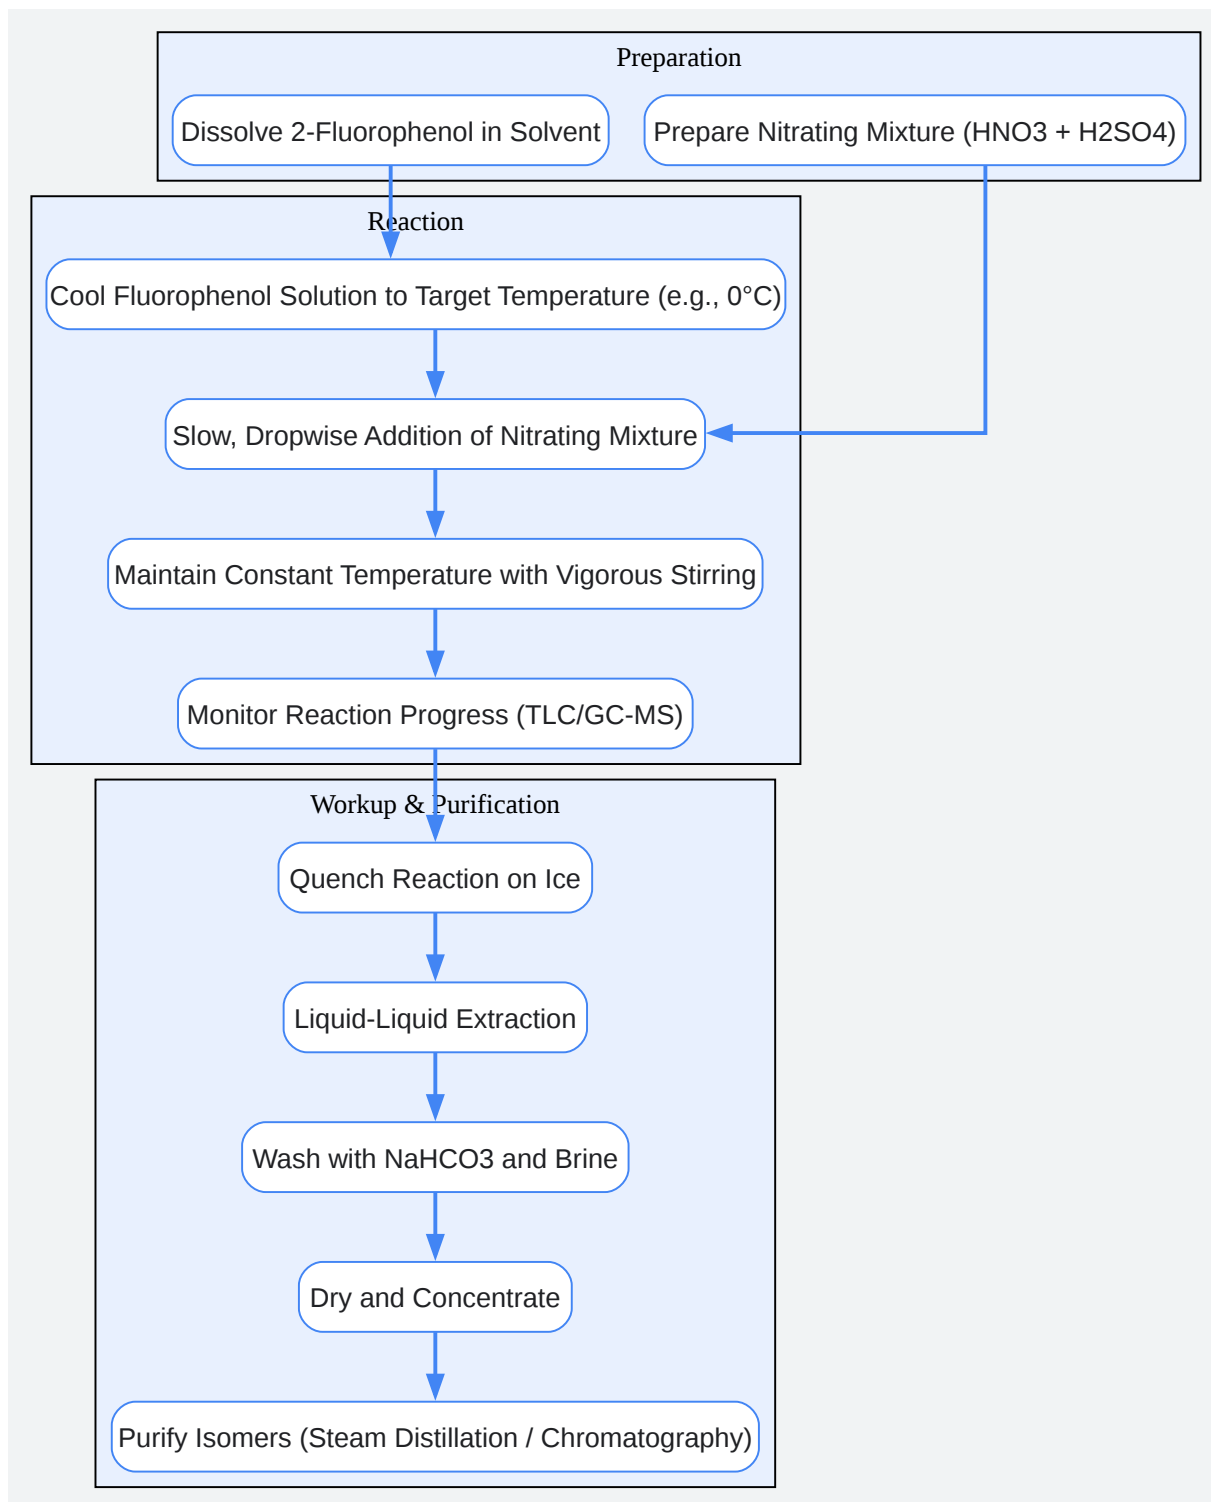 Preparation
Dissolve 2-Fluorophenol in Solvent
Prepare Nitrating Mixture (HNO3 + H2SO4)
Reaction
Cool Fluorophenol Solution to Target Temperature (e.g., 0°C)
Slow, Dropwise Addition of Nitrating Mixture
Maintain Constant Temperature with Vigorous Stirring
Monitor Reaction Progress (TLC/GC-MS)
Workup & Purification
Quench Reaction on Ice
Liquid-Liquid Extraction
Wash with NaHCO3 and Brine
Dry and Concentrate
Purify Isomers (Steam Distillation / Chromatography)